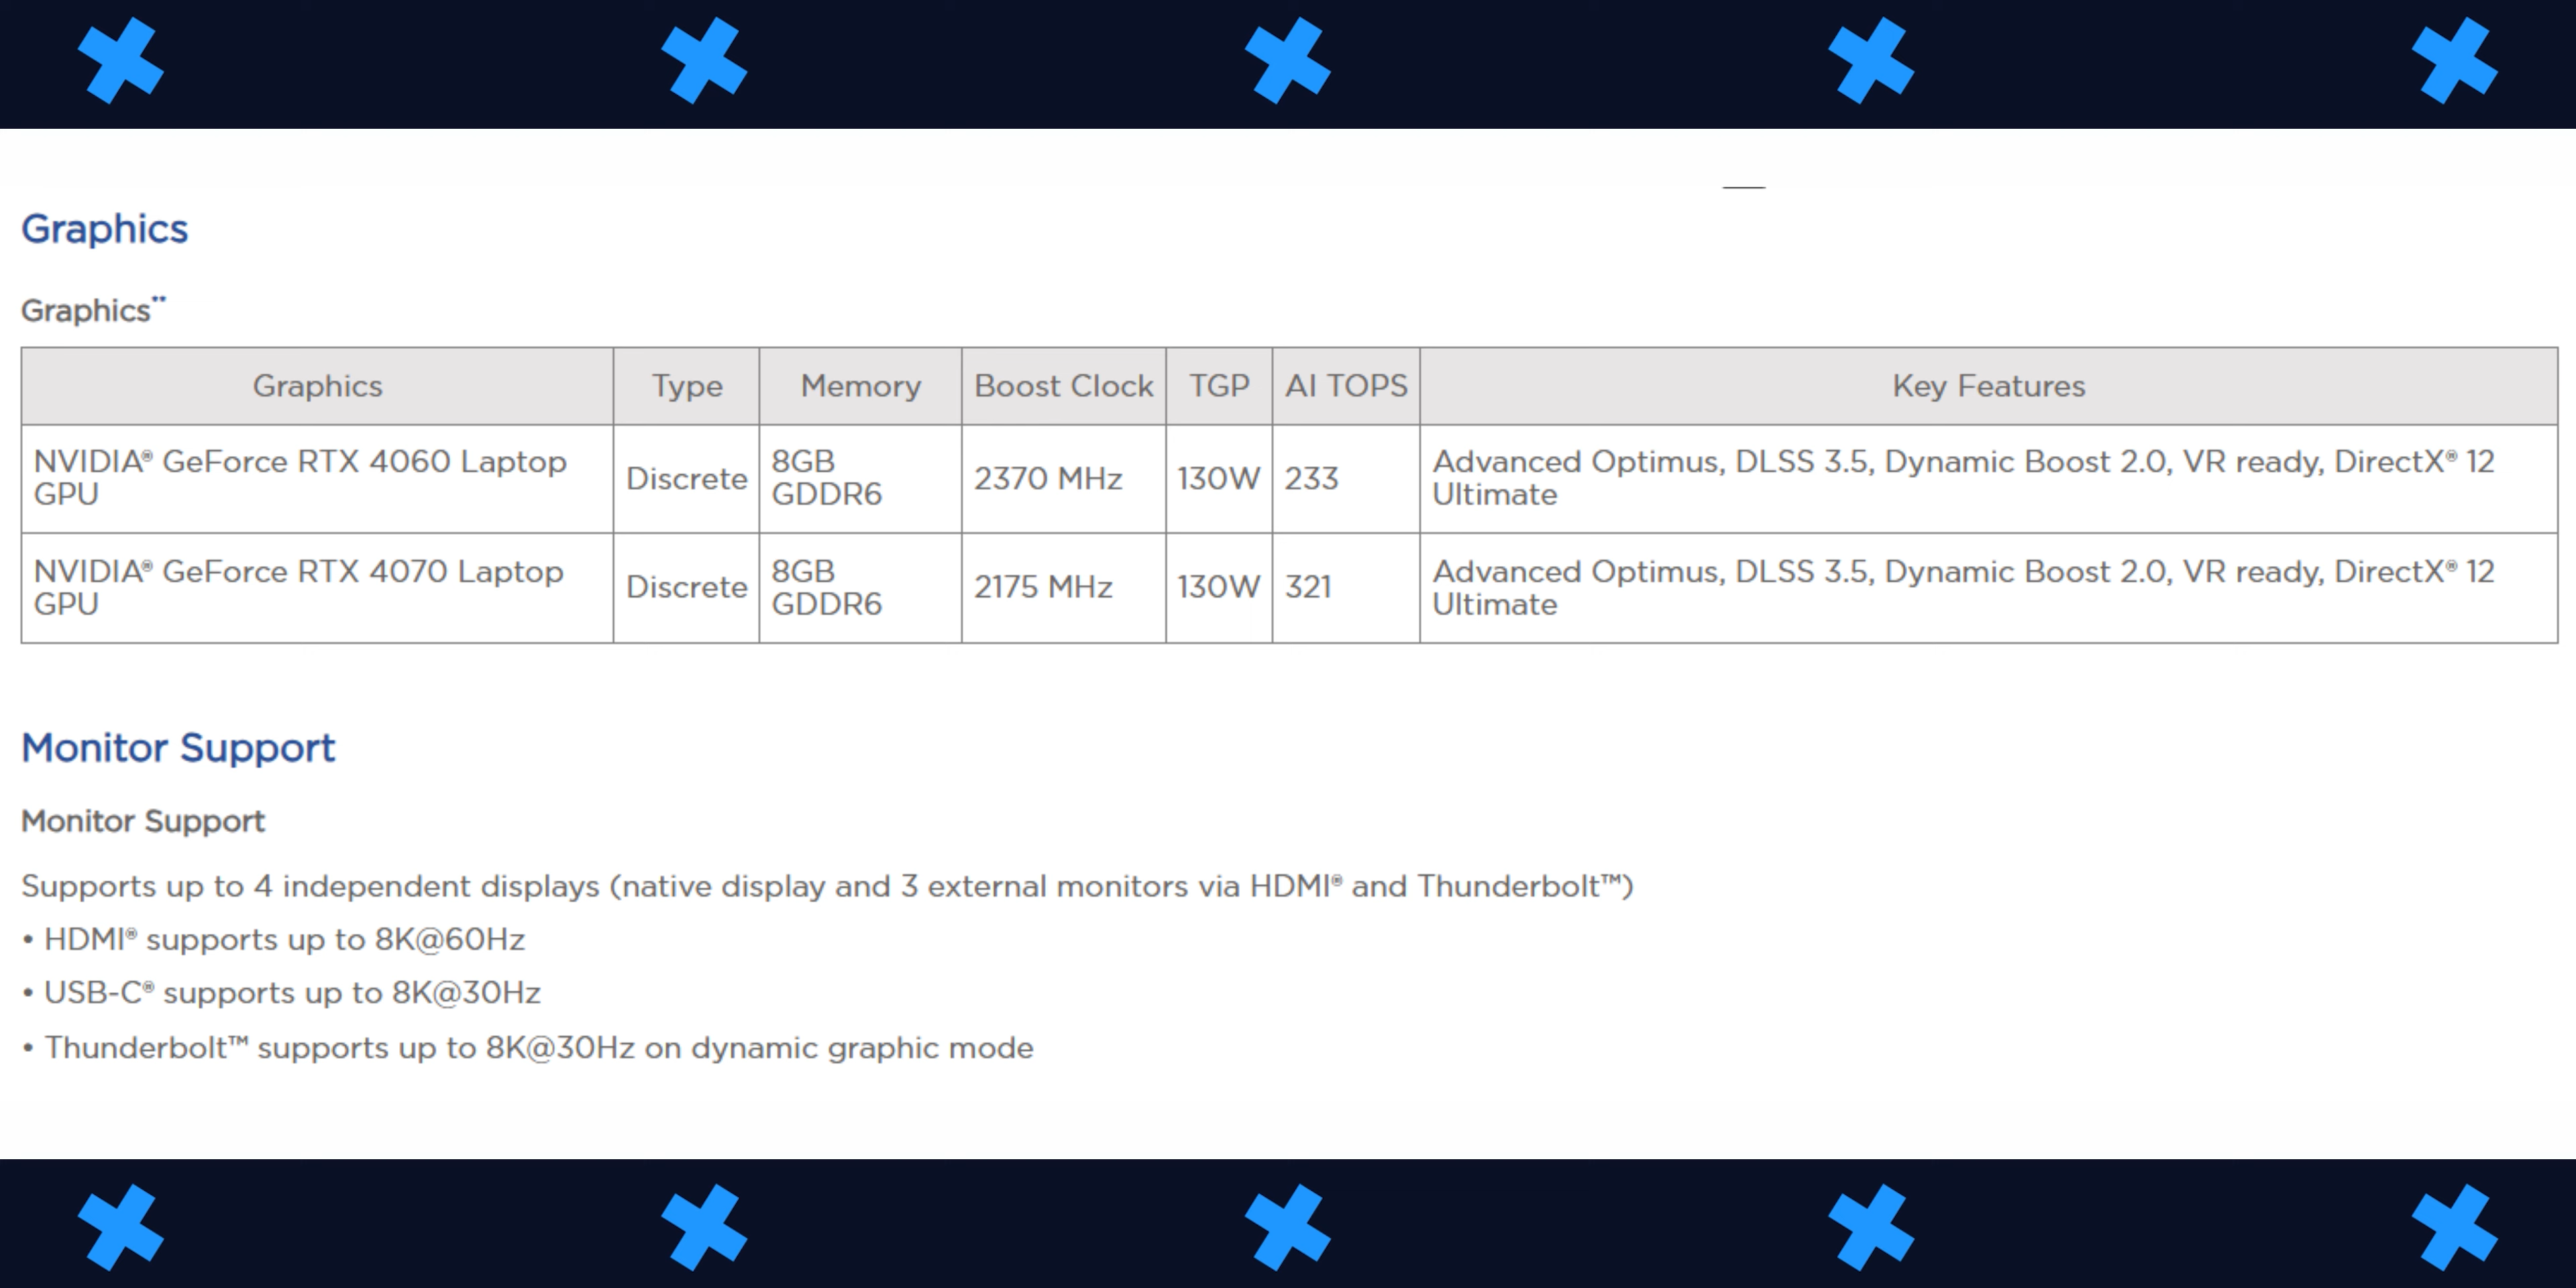 Graphics
Graphics**
Graphics Type Memory Boost Clock TGP AI TOPS Key Features
NVIDIA® GeForce RTX 4060 Laptop GPU Discrete 8GB GDDR6 2370 MHz 130W 233 Advanced Optimus, DLSS 3.5, Dynamic Boost 2.0, VR ready, DirectX® 12 Ultimate
NVIDIA® GeForce RTX 4070 Laptop GPU Discrete 8GB GDDR6 2175 MHz 130W 321 Advanced Optimus, DLSS 3.5, Dynamic Boost 2.0, VR ready, DirectX® 12 Ultimate
Monitor Support
Monitor Support
Supports up to 4 independent displays (native display and 3 external monitors via HDMI® and Thunderbolt™)
• HDMI® supports up to 8K@60Hz
• USB-C® supports up to 8K@30Hz
• Thunderbolt™ supports up to 8K@30Hz on dynamic graphic mode